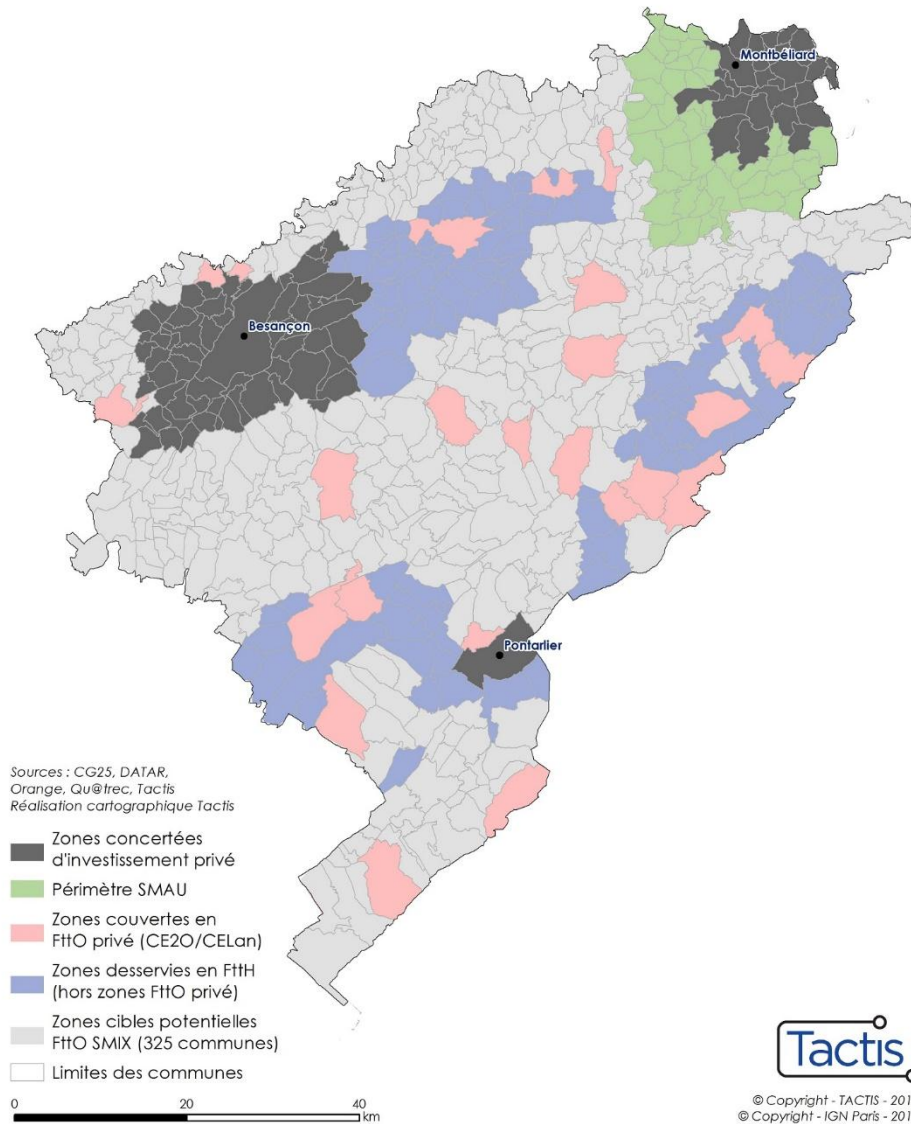 Montbéliard
Besançon
Pontarlier
Sources : CG25, DATAR,
Orange, Qu@trec, Tactis
Réalisation cartographique Tactis
Zones concertées
d'investissement privé
Périmètre SMAU
Zones couvertes en
FttO privé (CE2O/CELan)
Zones desservies en FttH
(hors zones FttO privé)
Zones cibles potentielles
FttO SMIX (325 communes)
Limites des communes
0 20 40
km
Tactis
© Copyright - TACTIS - 201
© Copyright - IGN Paris - 201